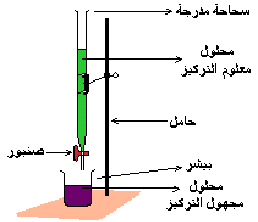 سحاحة مدرجة
محلول
معلوم التركيز
حامل
صنبور
بيشر
محلول
مجهول التركيز